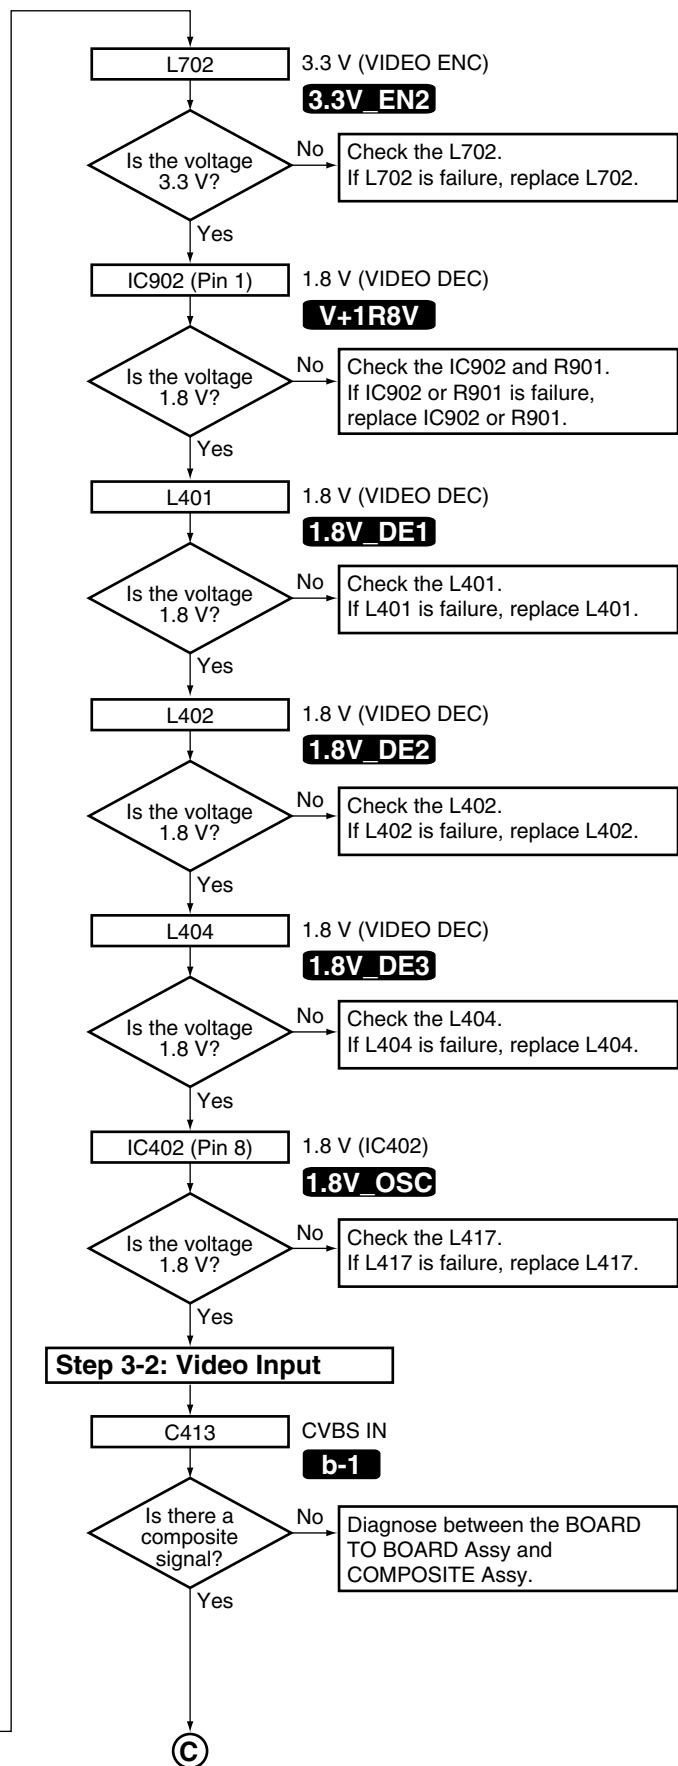 L702
3.3 V (VIDEO ENC)
3.3V_EN2
Is the voltage
3.3 V?
No
Check the L702.
If L702 is failure, replace L702.
Yes
IC902 (Pin 1)
1.8 V (VIDEO DEC)
V+1R8V
Is the voltage
1.8 V?
No
Check the IC902 and R901.
If IC902 or R901 is failure,
replace IC902 or R901.
Yes
L401
1.8 V (VIDEO DEC)
1.8V_DE1
Is the voltage
1.8 V?
No
Check the L401.
If L401 is failure, replace L401.
Yes
L402
1.8 V (VIDEO DEC)
1.8V_DE2
Is the voltage
1.8 V?
No
Check the L402.
If L402 is failure, replace L402.
Yes
L404
1.8 V (VIDEO DEC)
1.8V_DE3
Is the voltage
1.8 V?
No
Check the L404.
If L404 is failure, replace L404.
Yes
IC402 (Pin 8)
1.8 V (IC402)
1.8V_OSC
Is the voltage
1.8 V?
No
Check the L417.
If L417 is failure, replace L417.
Yes
Step 3-2: Video Input
C413
CVBS IN
b-1
Is there a
composite
signal?
No
Diagnose between the BOARD
TO BOARD Assy and
COMPOSITE Assy.
Yes
C